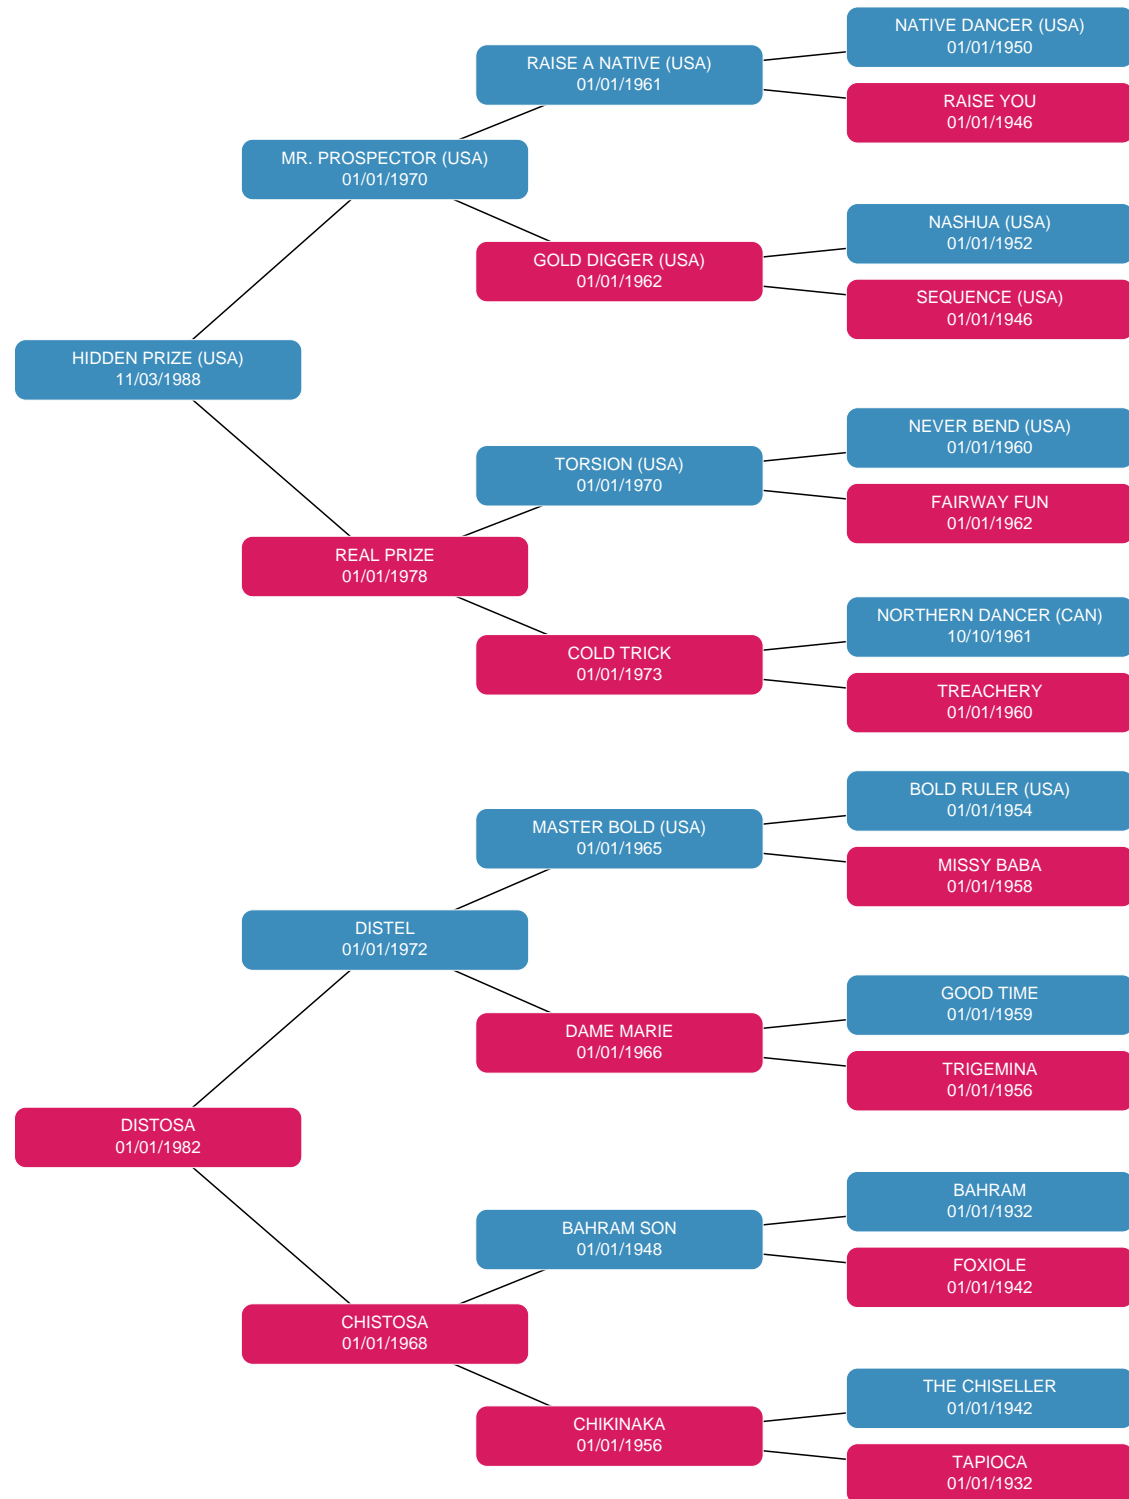 NATIVE DANCER (USA)
01/01/1950
RAISE A NATIVE (USA)
01/01/1961
RAISE YOU
01/01/1946
MR. PROSPECTOR (USA)
01/01/1970
NASHUA (USA)
01/01/1952
GOLD DIGGER (USA)
01/01/1962
SEQUENCE (USA)
01/01/1946
HIDDEN PRIZE (USA)
11/03/1988
NEVER BEND (USA)
01/01/1960
TORSION (USA)
01/01/1970
FAIRWAY FUN
01/01/1962
REAL PRIZE
01/01/1978
NORTHERN DANCER (CAN)
10/10/1961
COLD TRICK
01/01/1973
TREACHERY
01/01/1960
BOLD RULER (USA)
01/01/1954
MASTER BOLD (USA)
01/01/1965
MISSY BABA
01/01/1958
DISTEL
01/01/1972
GOOD TIME
01/01/1959
DAME MARIE
01/01/1966
TRIGEMINA
01/01/1956
DISTOSA
01/01/1982
BAHRAM
01/01/1932
BAHRAM SON
01/01/1948
FOXIOLE
01/01/1942
CHISTOSA
01/01/1968
THE CHISELLER
01/01/1942
CHIKINAKA
01/01/1956
TAPIOCA
01/01/1932